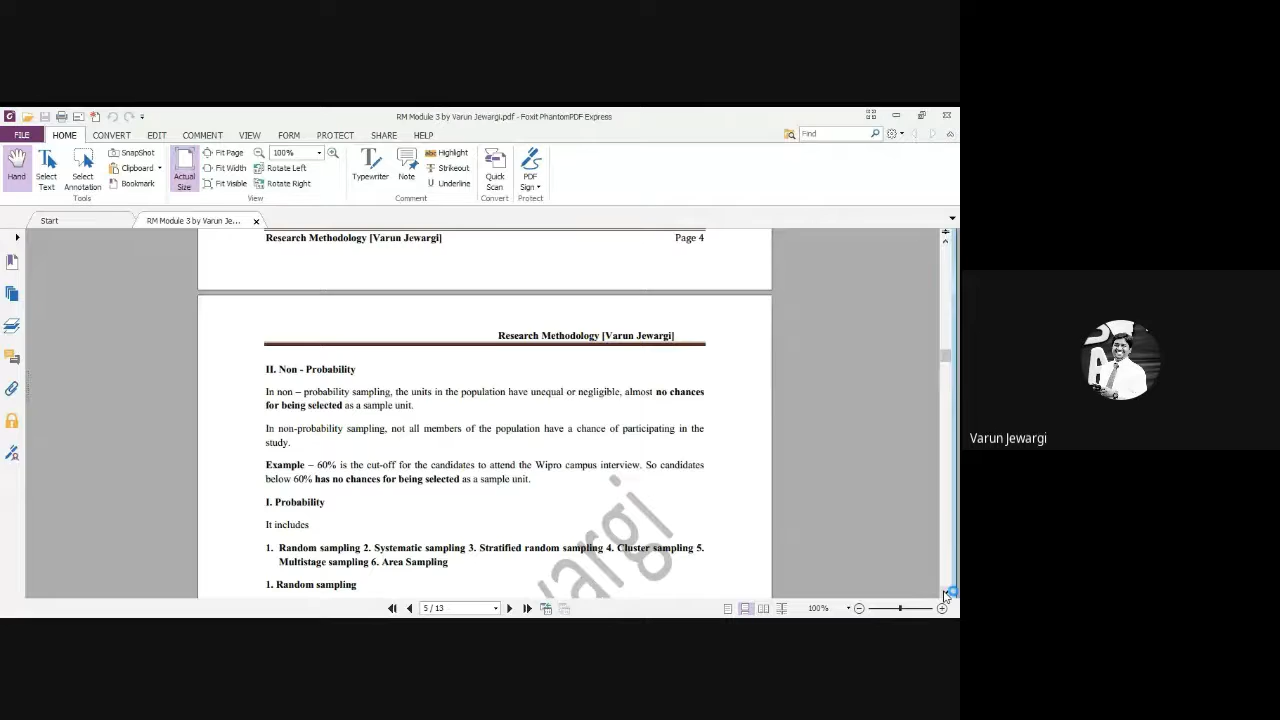 RM Module 3 by Varun Jewargi.pdf - Foxit PhantomPDF Express
FILE HOME CONVERT EDIT COMMENT VIEW FORM PROTECT SHARE HELP
Find
Hand
Select Text
Select Annotation
SnapShot
Clipboard
Bookmark
Tools
Actual Size
Fit Page
Fit Width
Fit Visible
100%
Rotate Left
Rotate Right
View
Typewriter
Note
Highlight
Strikeout
Underline
Comment
Quick Scan
Convert
PDF Sign
Protect
Start
RM Module 3 by Varun Je...
Research Methodology [Varun Jewargi] Page 4
Research Methodology [Varun Jewargi]
II. Non - Probability
In non – probability sampling, the units in the population have unequal or negligible, almost no chances
for being selected as a sample unit.
In non-probability sampling, not all members of the population have a chance of participating in the
study.
Example – 60% is the cut-off for the candidates to attend the Wipro campus interview. So candidates
below 60% has no chances for being selected as a sample unit.
I. Probability
It includes
1. Random sampling 2. Systematic sampling 3. Stratified random sampling 4. Cluster sampling 5.
Multistage sampling 6. Area Sampling
1. Random sampling
5 / 13
100%
Varun Jewargi